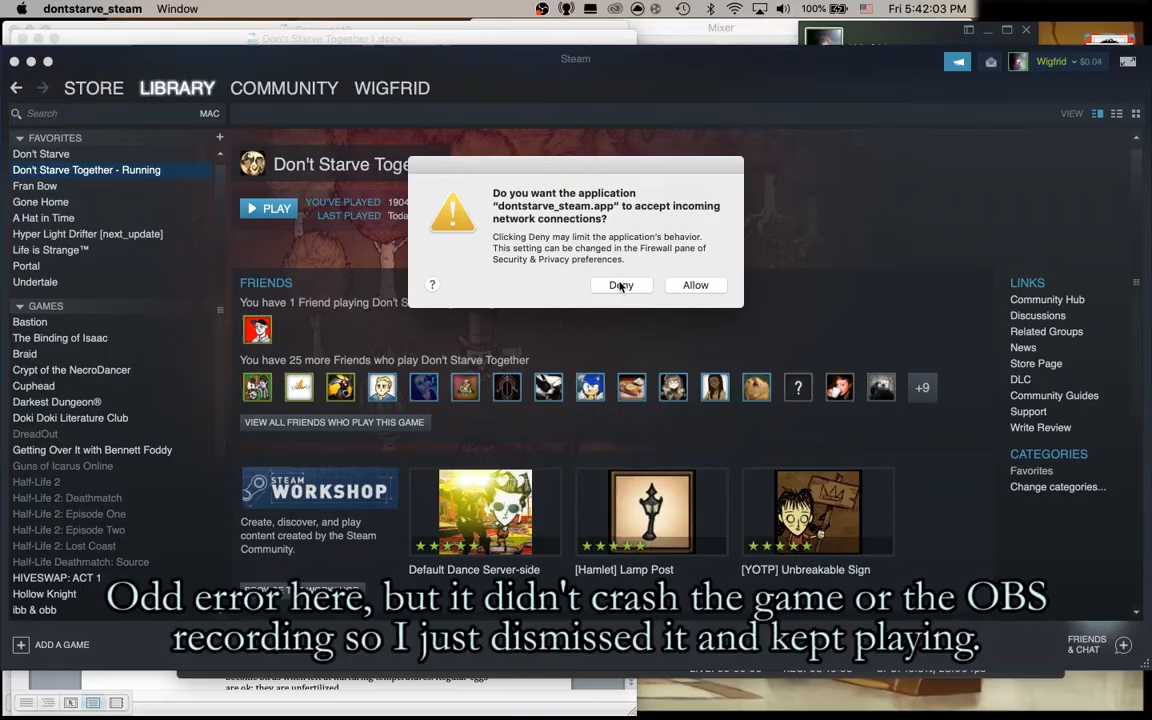 dontstarve_steam Window
100% Fri 5:42:03 PM
Mixer
Don't Starve Together I.docx
Steam
STORE LIBRARY COMMUNITY WIGFRID
Wigfrid $0.04
Search MAC
VIEW
FAVORITES
Don't Starve
Don't Starve Together - Running
Fran Bow
Gone Home
A Hat in Time
Hyper Light Drifter [next_update]
Life is Strange™
Portal
Undertale
GAMES
Bastion
The Binding of Isaac
Braid
Crypt of the NecroDancer
Cuphead
Darkest Dungeon®
Doki Doki Literature Club
DreadOut
Getting Over It with Bennett Foddy
Guns of Icarus Online
Half-Life 2
Half-Life 2: Deathmatch
Half-Life 2: Episode One
Half-Life 2: Episode Two
Half-Life 2: Lost Coast
Half-Life Deathmatch: Source
HIVESWAP: ACT 1
Hollow Knight
ibb & obb
ADD A GAME
Don't Starve Toge
PLAY
YOU'VE PLAYED 1904
LAST PLAYED Toda
Do you want the application
“dontstarve_steam.app” to accept incoming
network connections?
Clicking Deny may limit the application's behavior.
This setting can be changed in the Firewall pane of
Security & Privacy preferences.
? Deny Allow
FRIENDS
You have 1 Friend playing Don't S
You have 25 more Friends who play Don't Starve Together
? +9
VIEW ALL FRIENDS WHO PLAY THIS GAME
STEAM
WORKSHOP
Create, discover, and play
content created by the Steam
Community.
Default Dance Server-side
[Hamlet] Lamp Post
[YOTP] Unbreakable Sign
LINKS
Community Hub
Discussions
Related Groups
News
Store Page
DLC
Community Guides
Support
Write Review
CATEGORIES
Favorites
Change categories...
Odd error here, but it didn't crash the game or the OBS
recording so I just dismissed it and kept playing.
FRIENDS
& CHAT
are ok; they are unfertilized.